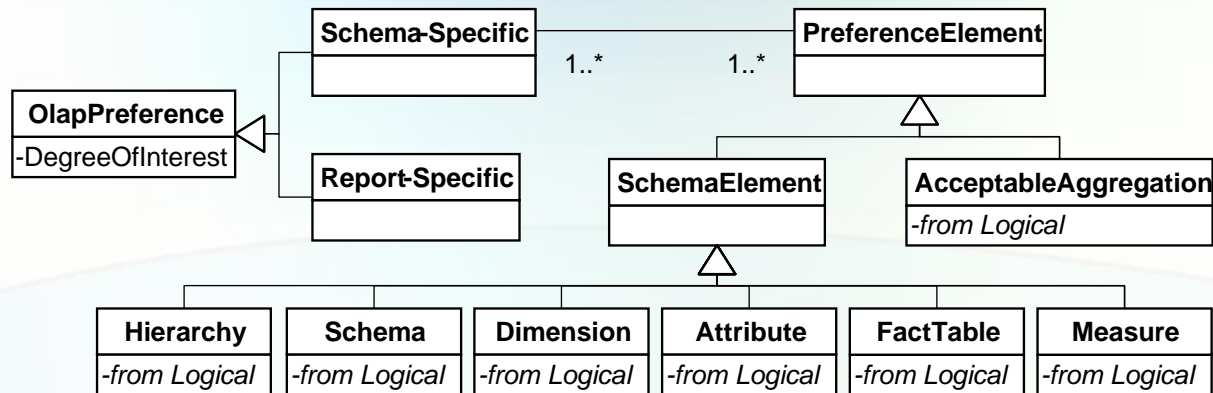 Schema-Specific
PreferenceElement
1..*
1..*
OlapPreference
-DegreeOfInterest
Report-Specific
SchemaElement
AcceptableAggregation
-from Logical
Hierarchy
Schema
Dimension
Attribute
FactTable
Measure
-from Logical
-from Logical
-from Logical
-from Logical
-from Logical
-from Logical